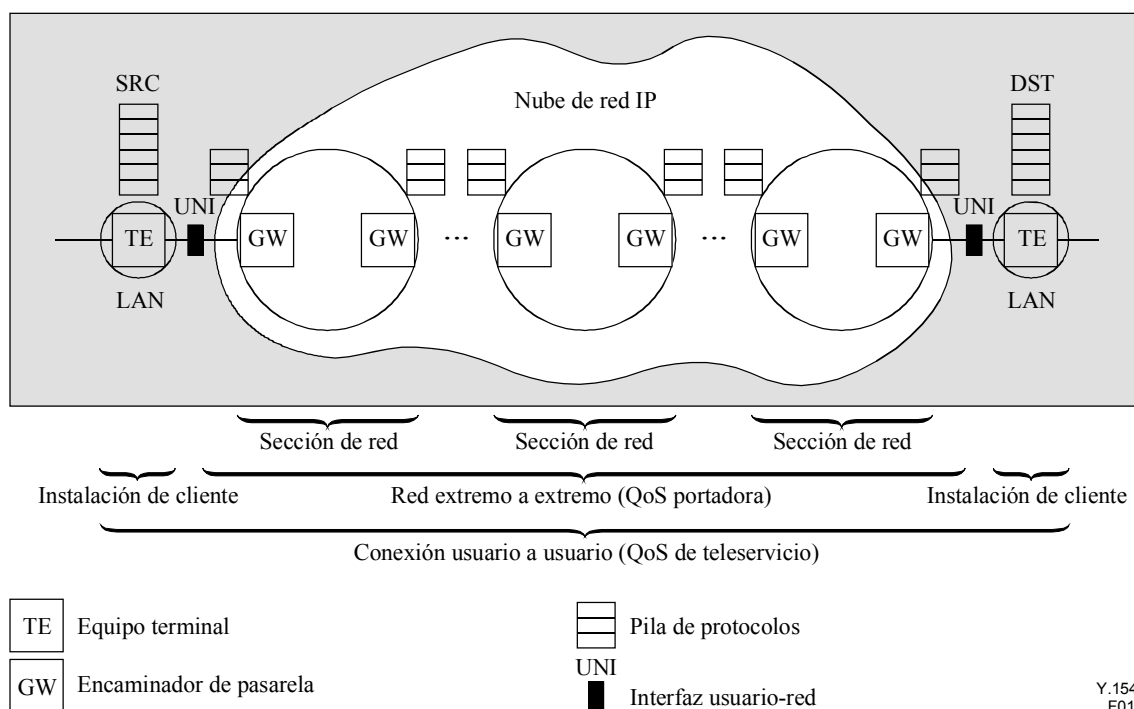 SRC
DST
Nube de red IP
UNI
UNI
TE
GW
GW
...
GW
GW
...
GW
GW
TE
LAN
LAN
Sección de red
Sección de red
Sección de red
Instalación de cliente
Red extremo a extremo (QoS portadora)
Instalación de cliente
Conexión usuario a usuario (QoS de teleservicio)
TE
Equipo terminal
Pila de protocolos
GW
Encaminador de pasarela
UNI
Interfaz usuario-red
Y.154
F01